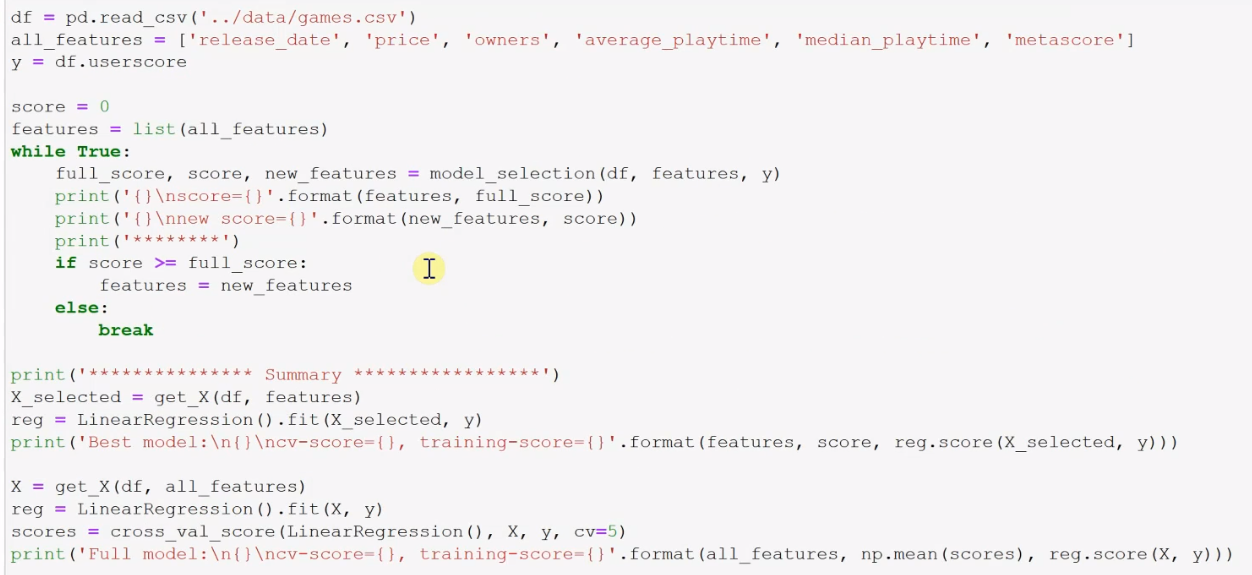 df = pd.read_csv('../data/games.csv')
all_features = ['release_date', 'price', 'owners', 'average_playtime', 'median_playtime', 'metascore']
y = df.userscore
score = 0
features = list(all_features)
while True:
    full_score, score, new_features = model_selection(df, features, y)
    print('{}\nscore={}'.format(features, full_score))
    print('{}\nnew score={}'.format(new_features, score))
    print('********')
    if score >= full_score:
        features = new_features
    else:
        break
print('*************** Summary *****************')
X_selected = get_X(df, features)
reg = LinearRegression().fit(X_selected, y)
print('Best model:\n{}\ncv-score={}, training-score={}'.format(features, score, reg.score(X_selected, y)))
X = get_X(df, all_features)
reg = LinearRegression().fit(X, y)
scores = cross_val_score(LinearRegression(), X, y, cv=5)
print('Full model:\n{}\ncv-score={}, training-score={}'.format(all_features, np.mean(scores), reg.score(X, y)))